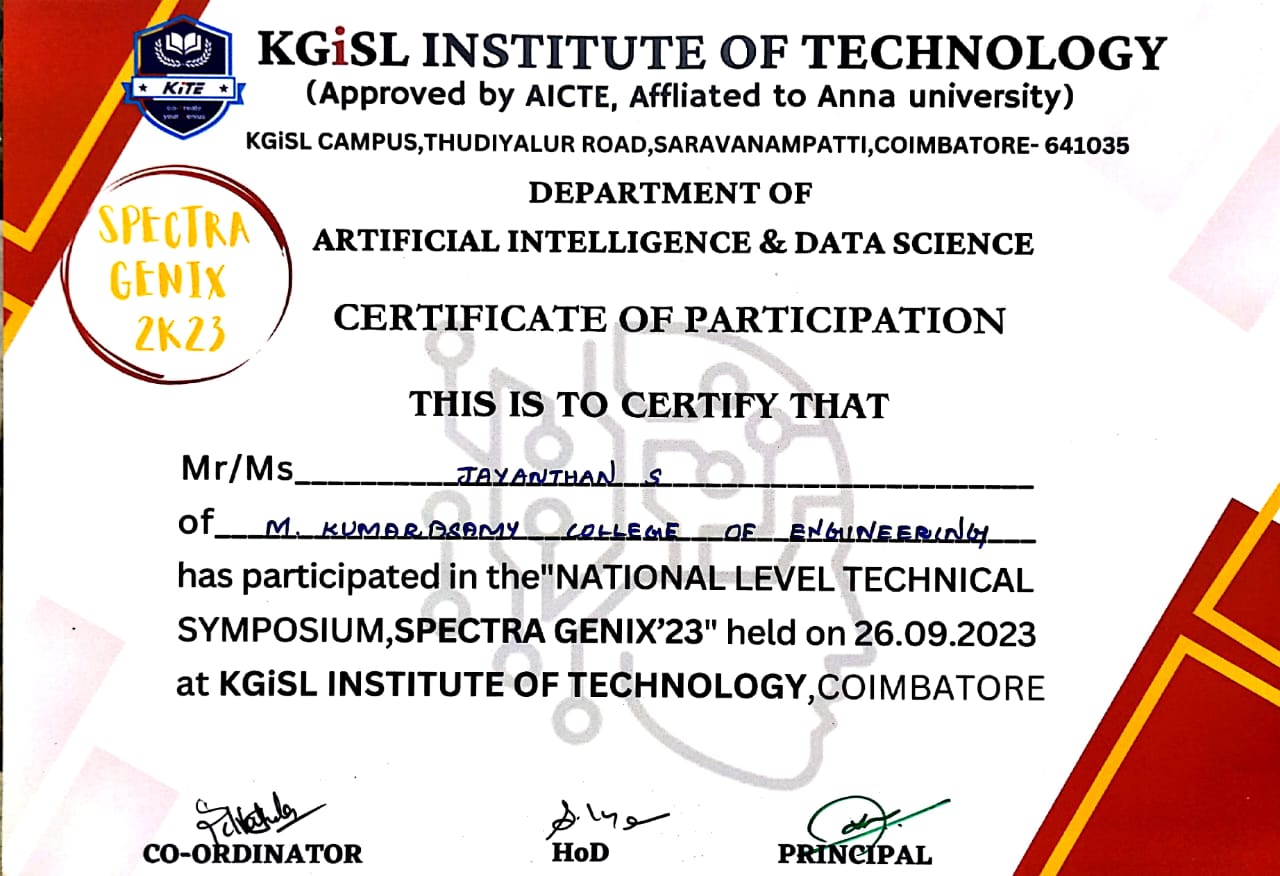 KGiSL INSTITUTE OF TECHNOLOGY
(Approved by AICTE, Affliated to Anna university)
KGiSL CAMPUS,THUDIYALUR ROAD,SARAVANAMPATTI,COIMBATORE- 641035
KiTE
SPECTRA
GENIX
2K23
DEPARTMENT OF
ARTIFICIAL INTELLIGENCE & DATA SCIENCE
CERTIFICATE OF PARTICIPATION
THIS IS TO CERTIFY THAT
Mr/Ms JAYANTHAN S
of M. KUMARASAMY COLLEGE OF ENGINEERING
has participated in the"NATIONAL LEVEL TECHNICAL
SYMPOSIUM,SPECTRA GENIX’23" held on 26.09.2023
at KGiSL INSTITUTE OF TECHNOLOGY,COIMBATORE
CO-ORDINATOR
HoD
PRINCIPAL